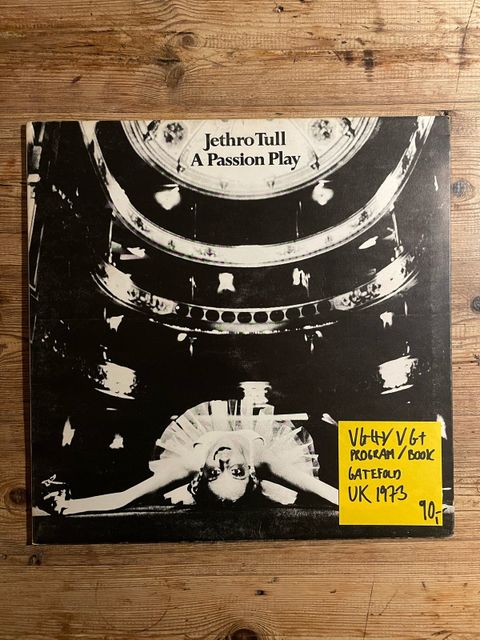 Jethro Tull
A Passion Play
VG++/VG+
PROGRAM/BOOK
GATEFOLD
UK 1973
90,-